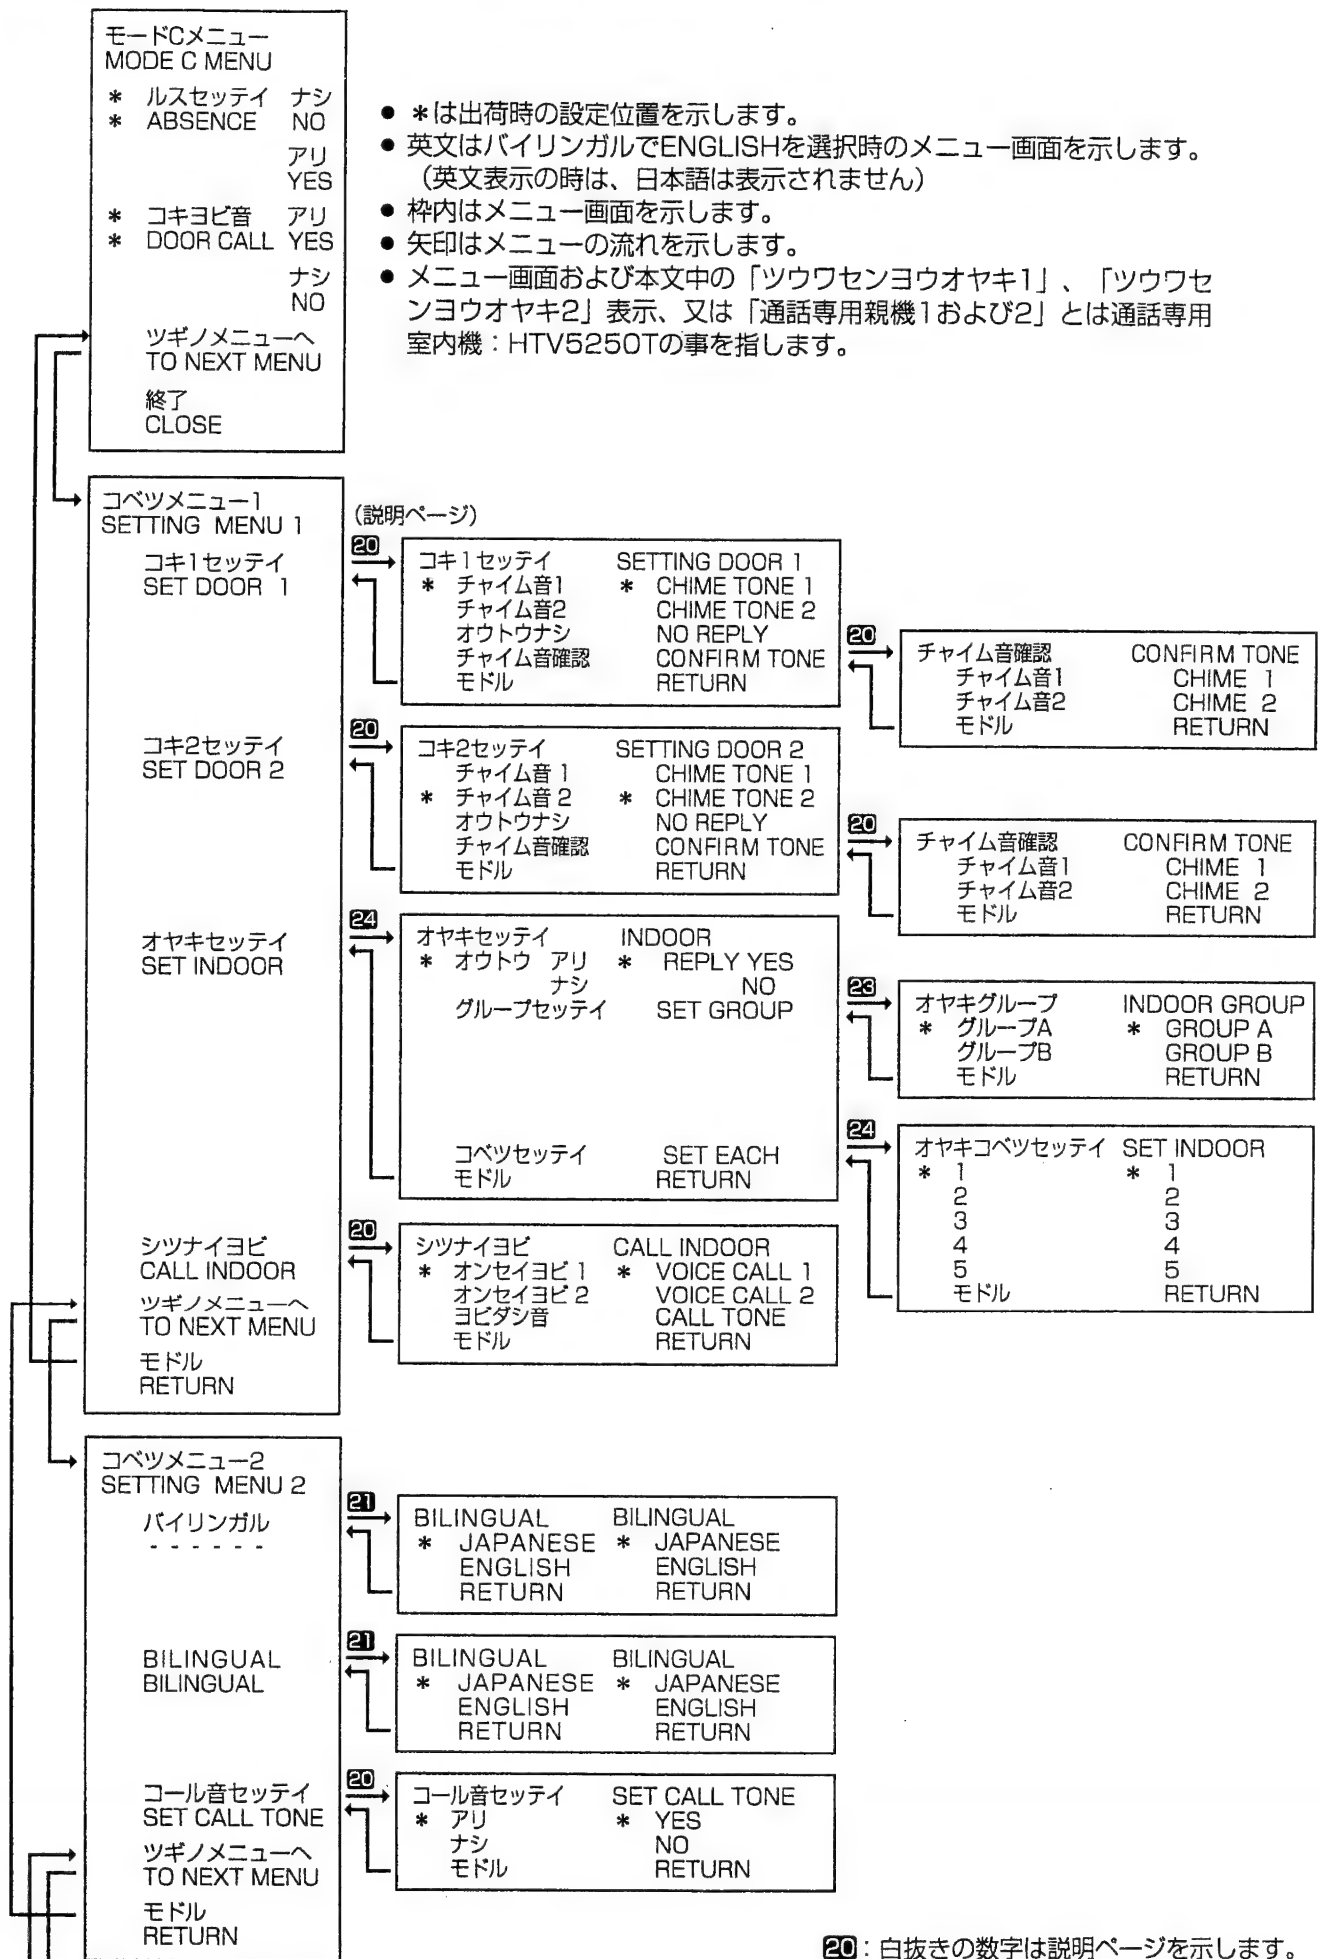 モードCメニュー
MODE C MENU
* ルスセッテイ ナシ
* ABSENCE NO
アリ
YES
* コキヨビ音 アリ
* DOOR CALL YES
ナシ
NO
ツギノメニューへ
TO NEXT MENU
終了
CLOSE
● *は出荷時の設定位置を示します。
● 英文はバイリンガルでENGLISHを選択時のメニュー画面を示します。
(英文表示の時は、日本語は表示されません)
● 枠内はメニュー画面を示します。
● 矢印はメニューの流れを示します。
● メニュー画面および本文中の「ツウワセンヨウオヤキ1」、「ツウワセ
ンヨウオヤキ2」表示、又は「通話専用親機1および2」とは通話専用
室内機:HTV5250Tの事を指します。
コベツメニュー1
SETTING MENU 1
(説明ページ)
コキ1セッテイ
SET DOOR 1
20
コキ1セッテイ SETTING DOOR 1
* チャイム音1 * CHIME TONE 1
チャイム音2 CHIME TONE 2
オウトウナシ NO REPLY
チャイム音確認 CONFIRM TONE
モドル RETURN
20
チャイム音確認 CONFIRM TONE
チャイム音1 CHIME 1
チャイム音2 CHIME 2
モドル RETURN
コキ2セッテイ
SET DOOR 2
20
コキ2セッテイ SETTING DOOR 2
チャイム音 1 CHIME TONE 1
* チャイム音 2 * CHIME TONE 2
オウトウナシ NO REPLY
チャイム音確認 CONFIRM TONE
モドル RETURN
20
チャイム音確認 CONFIRM TONE
チャイム音1 CHIME 1
チャイム音2 CHIME 2
モドル RETURN
オヤキセッテイ
SET INDOOR
24
オヤキセッテイ INDOOR
* オウトウ アリ * REPLY YES
ナシ NO
グループセッテイ SET GROUP
コベツセッテイ SET EACH
モドル RETURN
23
オヤキグループ INDOOR GROUP
* グループA * GROUP A
グループB GROUP B
モドル RETURN
24
オヤキコベツセッテイ SET INDOOR
* 1 * 1
2 2
3 3
4 4
5 5
モドル RETURN
シツナイヨビ
CALL INDOOR
20
シツナイヨビ CALL INDOOR
* オンセイヨビ 1 * VOICE CALL 1
オンセイヨビ 2 VOICE CALL 2
ヨビダシ音 CALL TONE
モドル RETURN
ツギノメニューへ
TO NEXT MENU
モドル
RETURN
コベツメニュー2
SETTING MENU 2
バイリンガル
- - - - - -
21
BILINGUAL BILINGUAL
* JAPANESE * JAPANESE
ENGLISH ENGLISH
RETURN RETURN
BILINGUAL
BILINGUAL
21
BILINGUAL BILINGUAL
* JAPANESE * JAPANESE
ENGLISH ENGLISH
RETURN RETURN
コール音セッテイ
SET CALL TONE
20
コール音セッテイ SET CALL TONE
* アリ * YES
ナシ NO
モドル RETURN
ツギノメニューへ
TO NEXT MENU
モドル
RETURN
20:白抜きの数字は説明ページを示します。